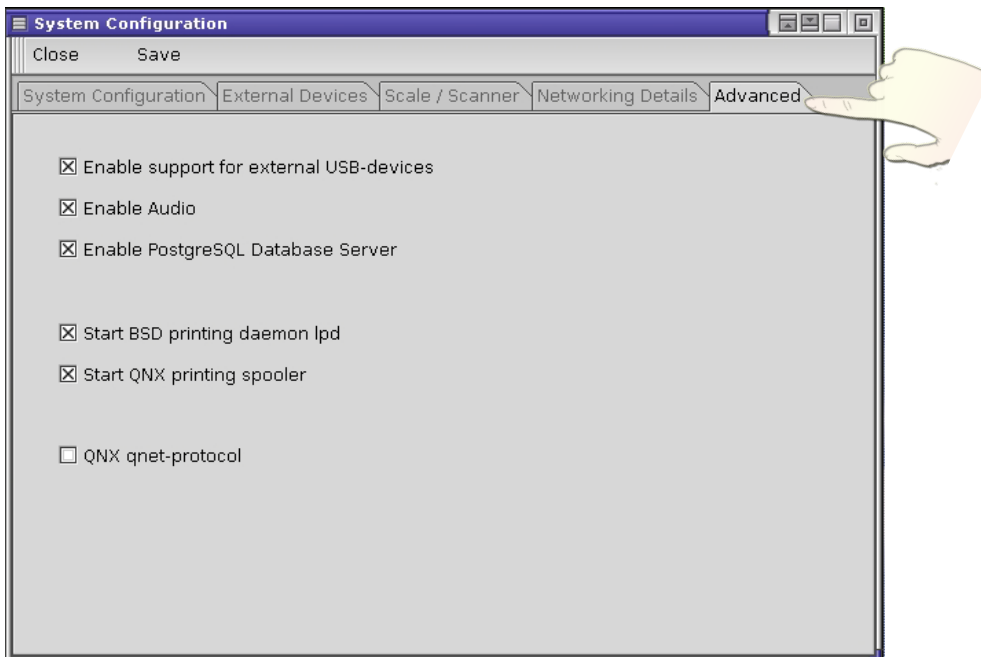 System Configuration
Close Save
System Configuration External Devices Scale / Scanner Networking Details Advanced
Enable support for external USB-devices
Enable Audio
Enable PostgreSQL Database Server
Start BSD printing daemon lpd
Start QNX printing spooler
QNX qnet-protocol